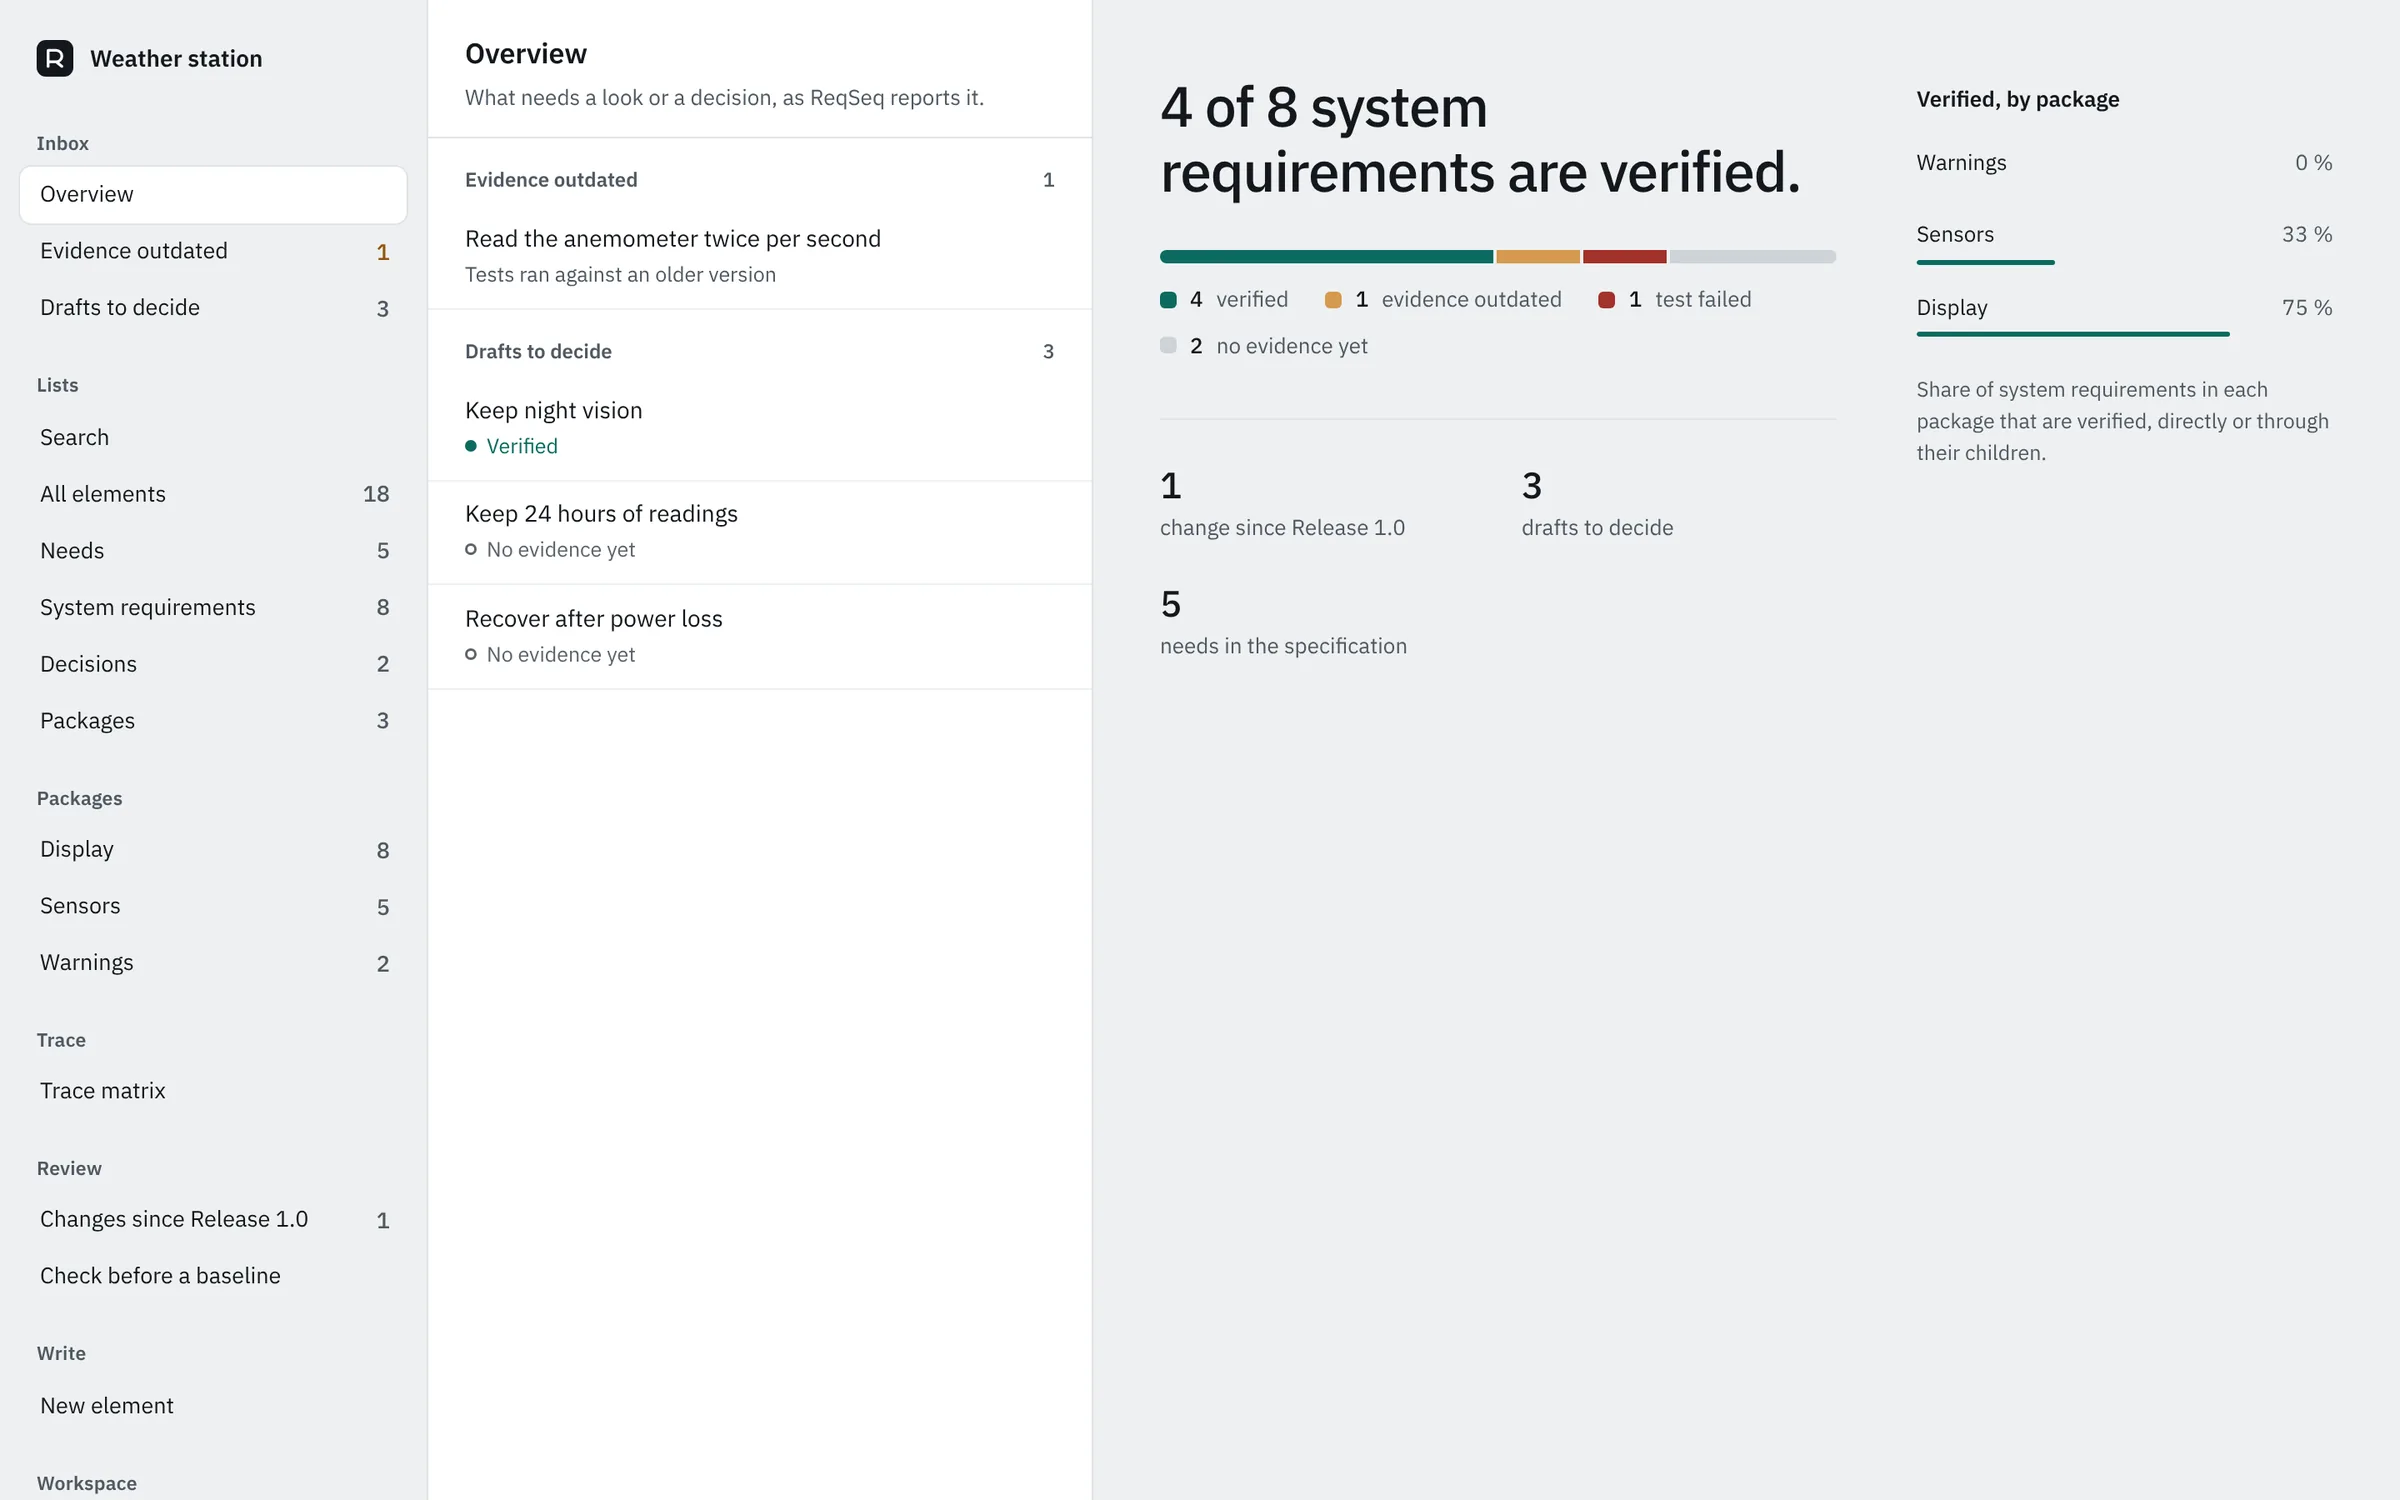 R Weather station
Inbox
Overview
Evidence outdated 1
Drafts to decide 3
Lists
Search
All elements 18
Needs 5
System requirements 8
Decisions 2
Packages 3
Packages
Display 8
Sensors 5
Warnings 2
Trace
Trace matrix
Review
Changes since Release 1.0 1
Check before a baseline
Write
New element
Workspace
Overview
What needs a look or a decision, as ReqSeq reports it.
Evidence outdated 1
Read the anemometer twice per second
Tests ran against an older version
Drafts to decide 3
Keep night vision
Verified
Keep 24 hours of readings
No evidence yet
Recover after power loss
No evidence yet
4 of 8 system
requirements are verified.
4 verified 1 evidence outdated 1 test failed
2 no evidence yet
1
change since Release 1.0
3
drafts to decide
5
needs in the specification
Verified, by package
Warnings 0 %
Sensors 33 %
Display 75 %
Share of system requirements in each
package that are verified, directly or through
their children.